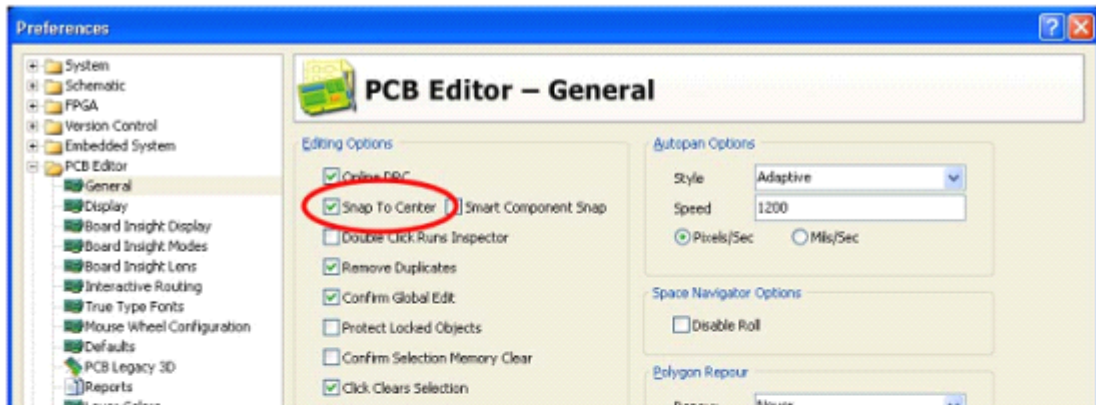 Preferences
System
Schematic
FPGA
Version Control
Embedded System
PCB Editor
General
Display
Board Insight Display
Board Insight Modes
Board Insight Lens
Interactive Routing
True Type Fonts
Mouse Wheel Configuration
Defaults
PCB Legacy 3D
Reports
PCB Editor – General
Editing Options
Online DRC
Snap To Center Smart Component Snap
Double Click Runs Inspector
Remove Duplicates
Confirm Global Edit
Protect Locked Objects
Confirm Selection Memory Clear
Click Clears Selection
Autopan Options
Style Adaptive
Speed 1200
Pixels/Sec Mils/Sec
Space Navigator Options
Disable Roll
Polygon Repour